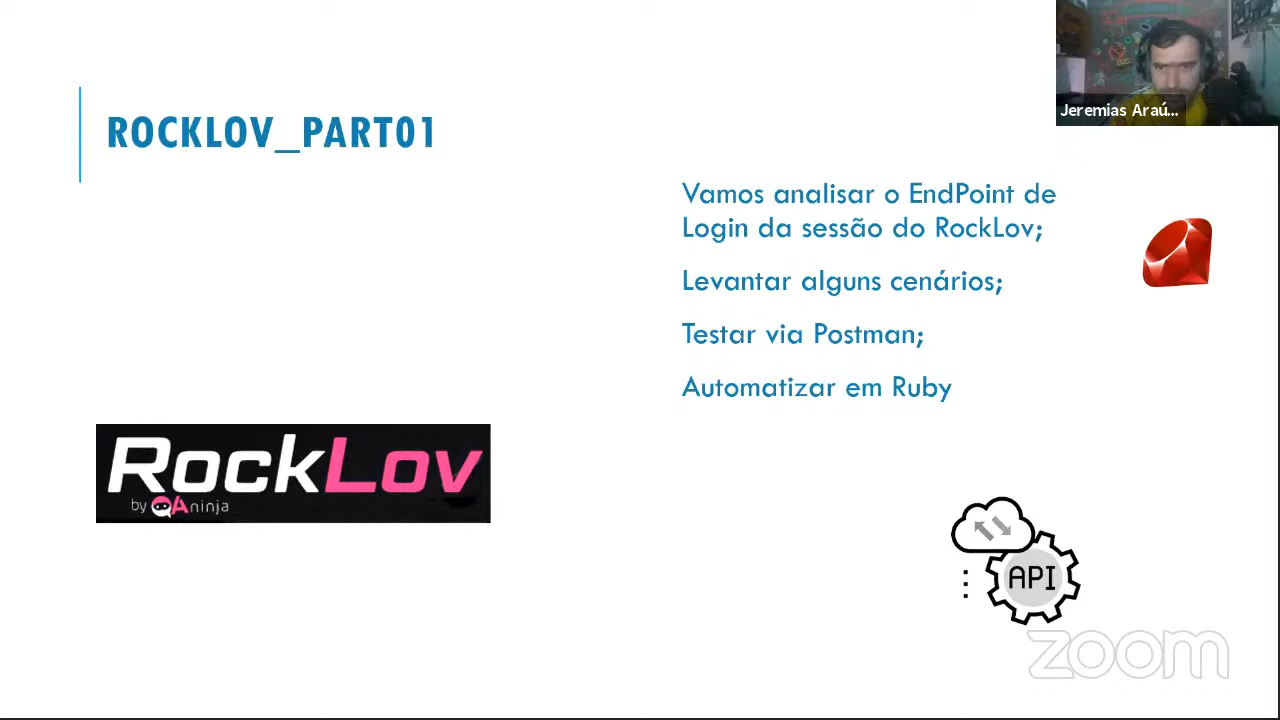 Jeremias Araú...
ROCKLOV_PART01
Vamos analisar o EndPoint de
Login da sessão do RockLov;
Levantar alguns cenários;
Testar via Postman;
Automatizar em Ruby
RockLov
by QAninja
API
zoom